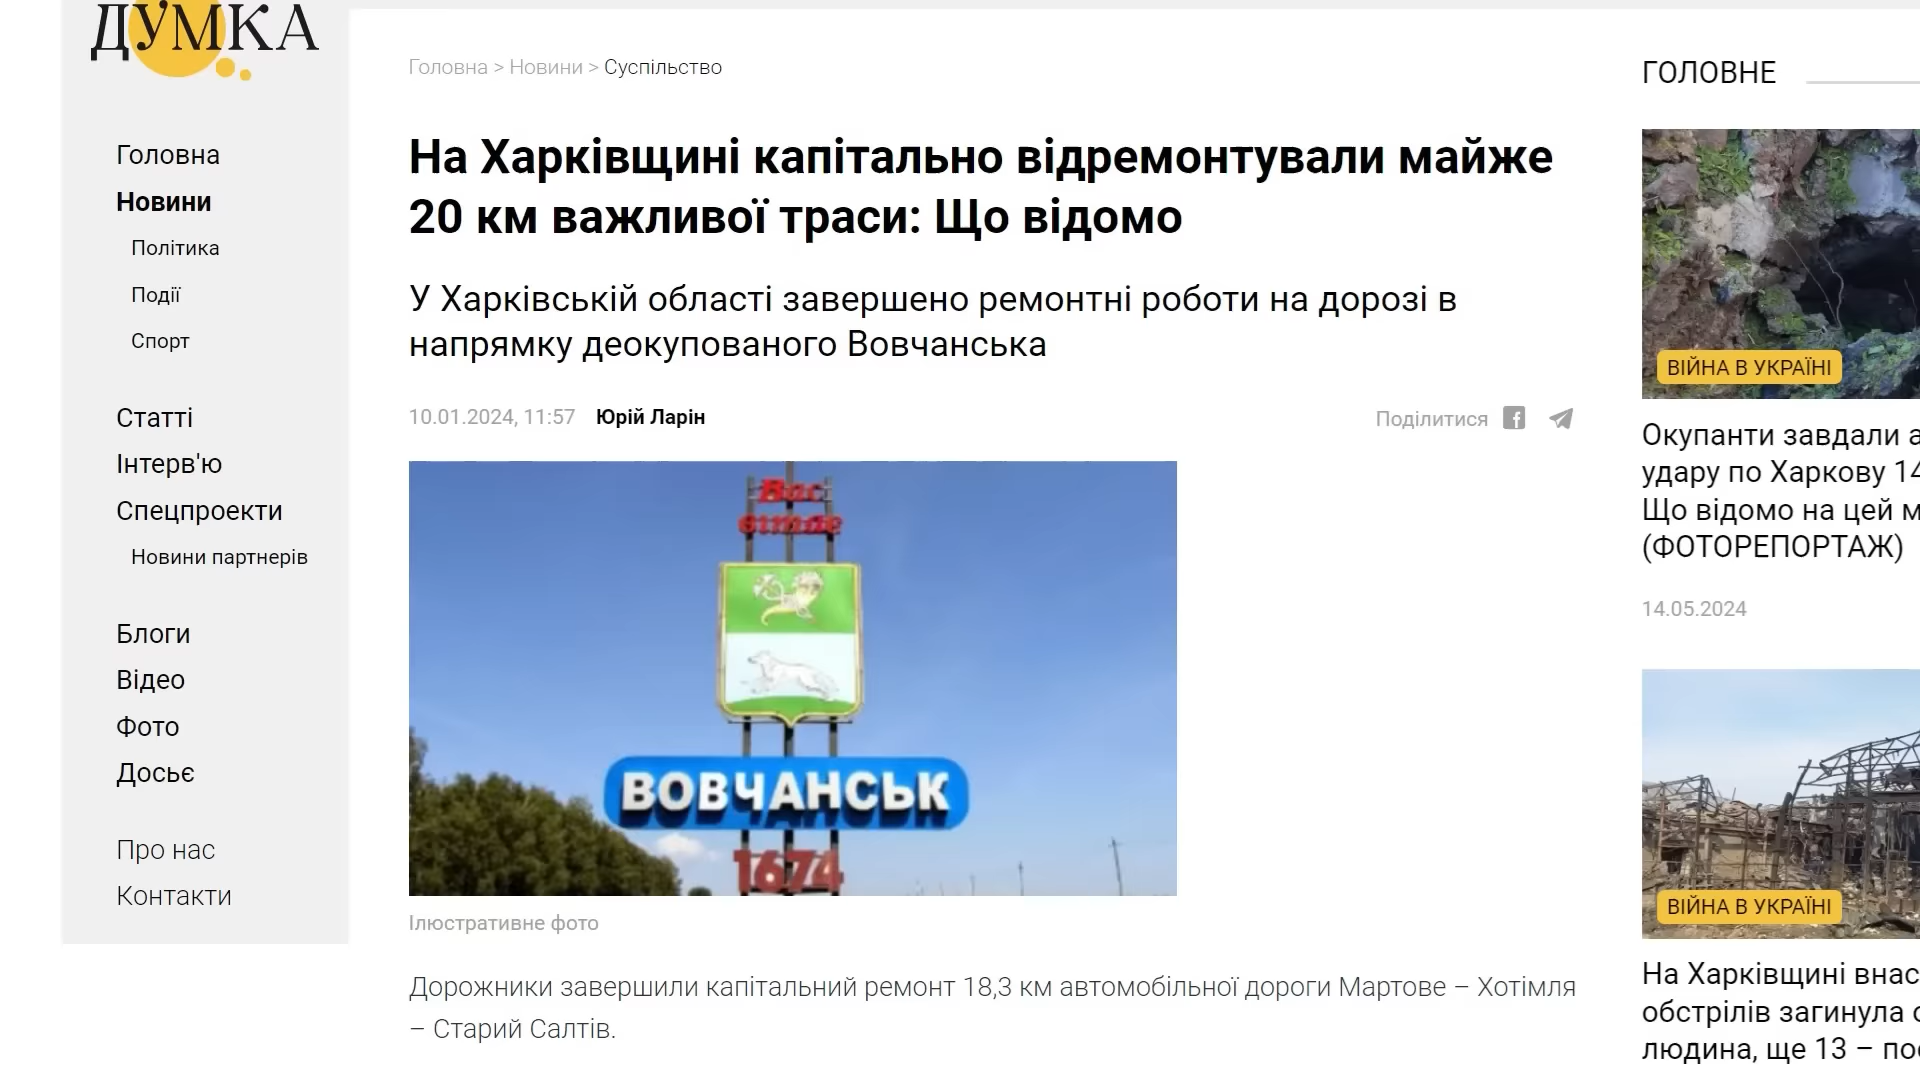 ДУМКА
Головна
Новини
Політика
Події
Спорт
Статті
Інтерв'ю
Спецпроекти
Новини партнерів
Блоги
Відео
Фото
Досьє
Про нас
Контакти
Головна > Новини > Суспільство
На Харківщині капітально відремонтували майже
20 км важливої траси: Що відомо
У Харківській області завершено ремонтні роботи на дорозі в
напрямку деокупованого Вовчанська
10.01.2024, 11:57 Юрій Ларін
Поділитися
Вас
вітає
ВОВЧАНСЬК
1674
Ілюстративне фото
Дорожники завершили капітальний ремонт 18,3 км автомобільної дороги Мартове – Хотімля
– Старий Салтів.
ГОЛОВНЕ
ВІЙНА В УКРАЇНІ
Окупанти завдали
удару по Харкову 14
Що відомо на цей
(ФОТОРЕПОРТАЖ)
14.05.2024
ВІЙНА В УКРАЇНІ
На Харківщині
обстрілів загинула
людина, ще 13 –